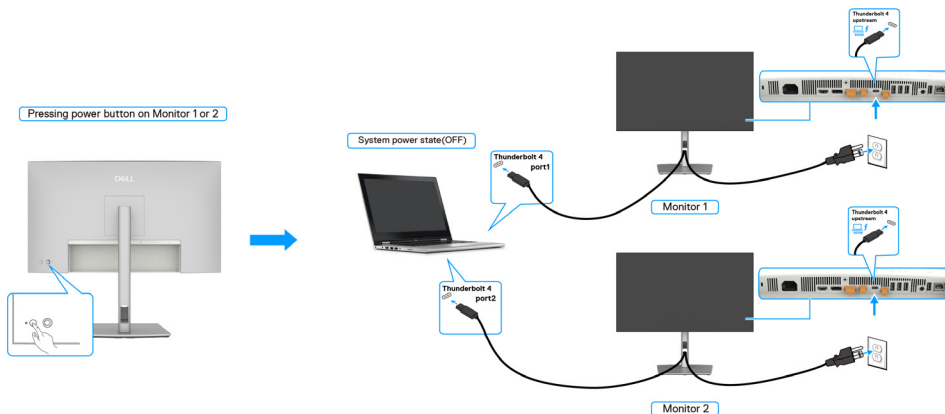 Pressing power button on Monitor 1 or 2
DELL
System power state(OFF)
Thunderbolt 4
port1
Thunderbolt 4
upstream
Monitor 1
Thunderbolt 4
port2
Thunderbolt 4
upstream
Monitor 2